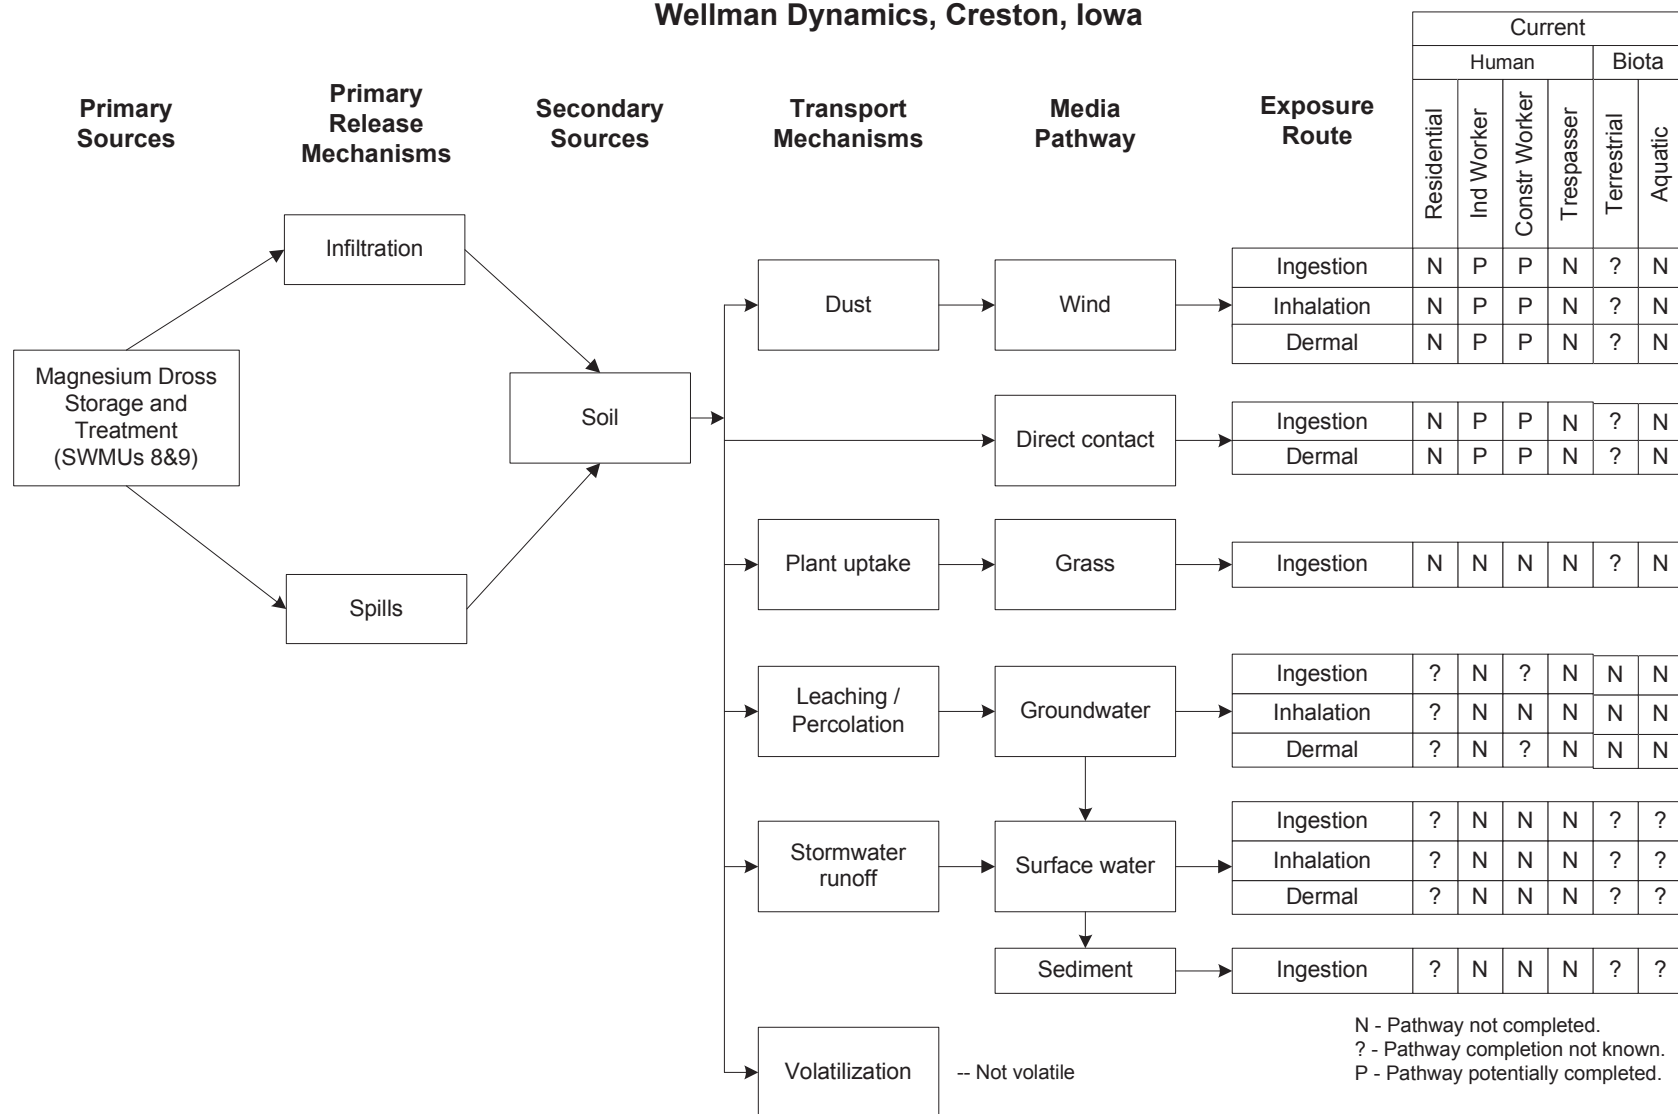 Wellman Dynamics, Creston, Iowa
Current
Human Biota
Primary
Sources
Primary
Release
Mechanisms
Secondary
Sources
Transport
Mechanisms
Media
Pathway
Exposure
Route
Residential
Ind Worker
Constr Worker
Trespasser
Terrestrial
Aquatic
Infiltration
Magnesium Dross
Storage and
Treatment
(SWMUs 8&9)
Spills
Soil
Dust
Wind
Ingestion N P P N ? N
Inhalation N P P N ? N
Dermal N P P N ? N
Direct contact
Ingestion N P P N ? N
Dermal N P P N ? N
Plant uptake
Grass
Ingestion N N N N ? N
Leaching /
Percolation
Groundwater
Ingestion ? N ? N N N
Inhalation ? N N N N N
Dermal ? N ? N N N
Stormwater
runoff
Surface water
Ingestion ? N N N ? ?
Inhalation ? N N N ? ?
Dermal ? N N N ? ?
Sediment
Ingestion ? N N N ? ?
Volatilization
-- Not volatile
N - Pathway not completed.
? - Pathway completion not known.
P - Pathway potentially completed.